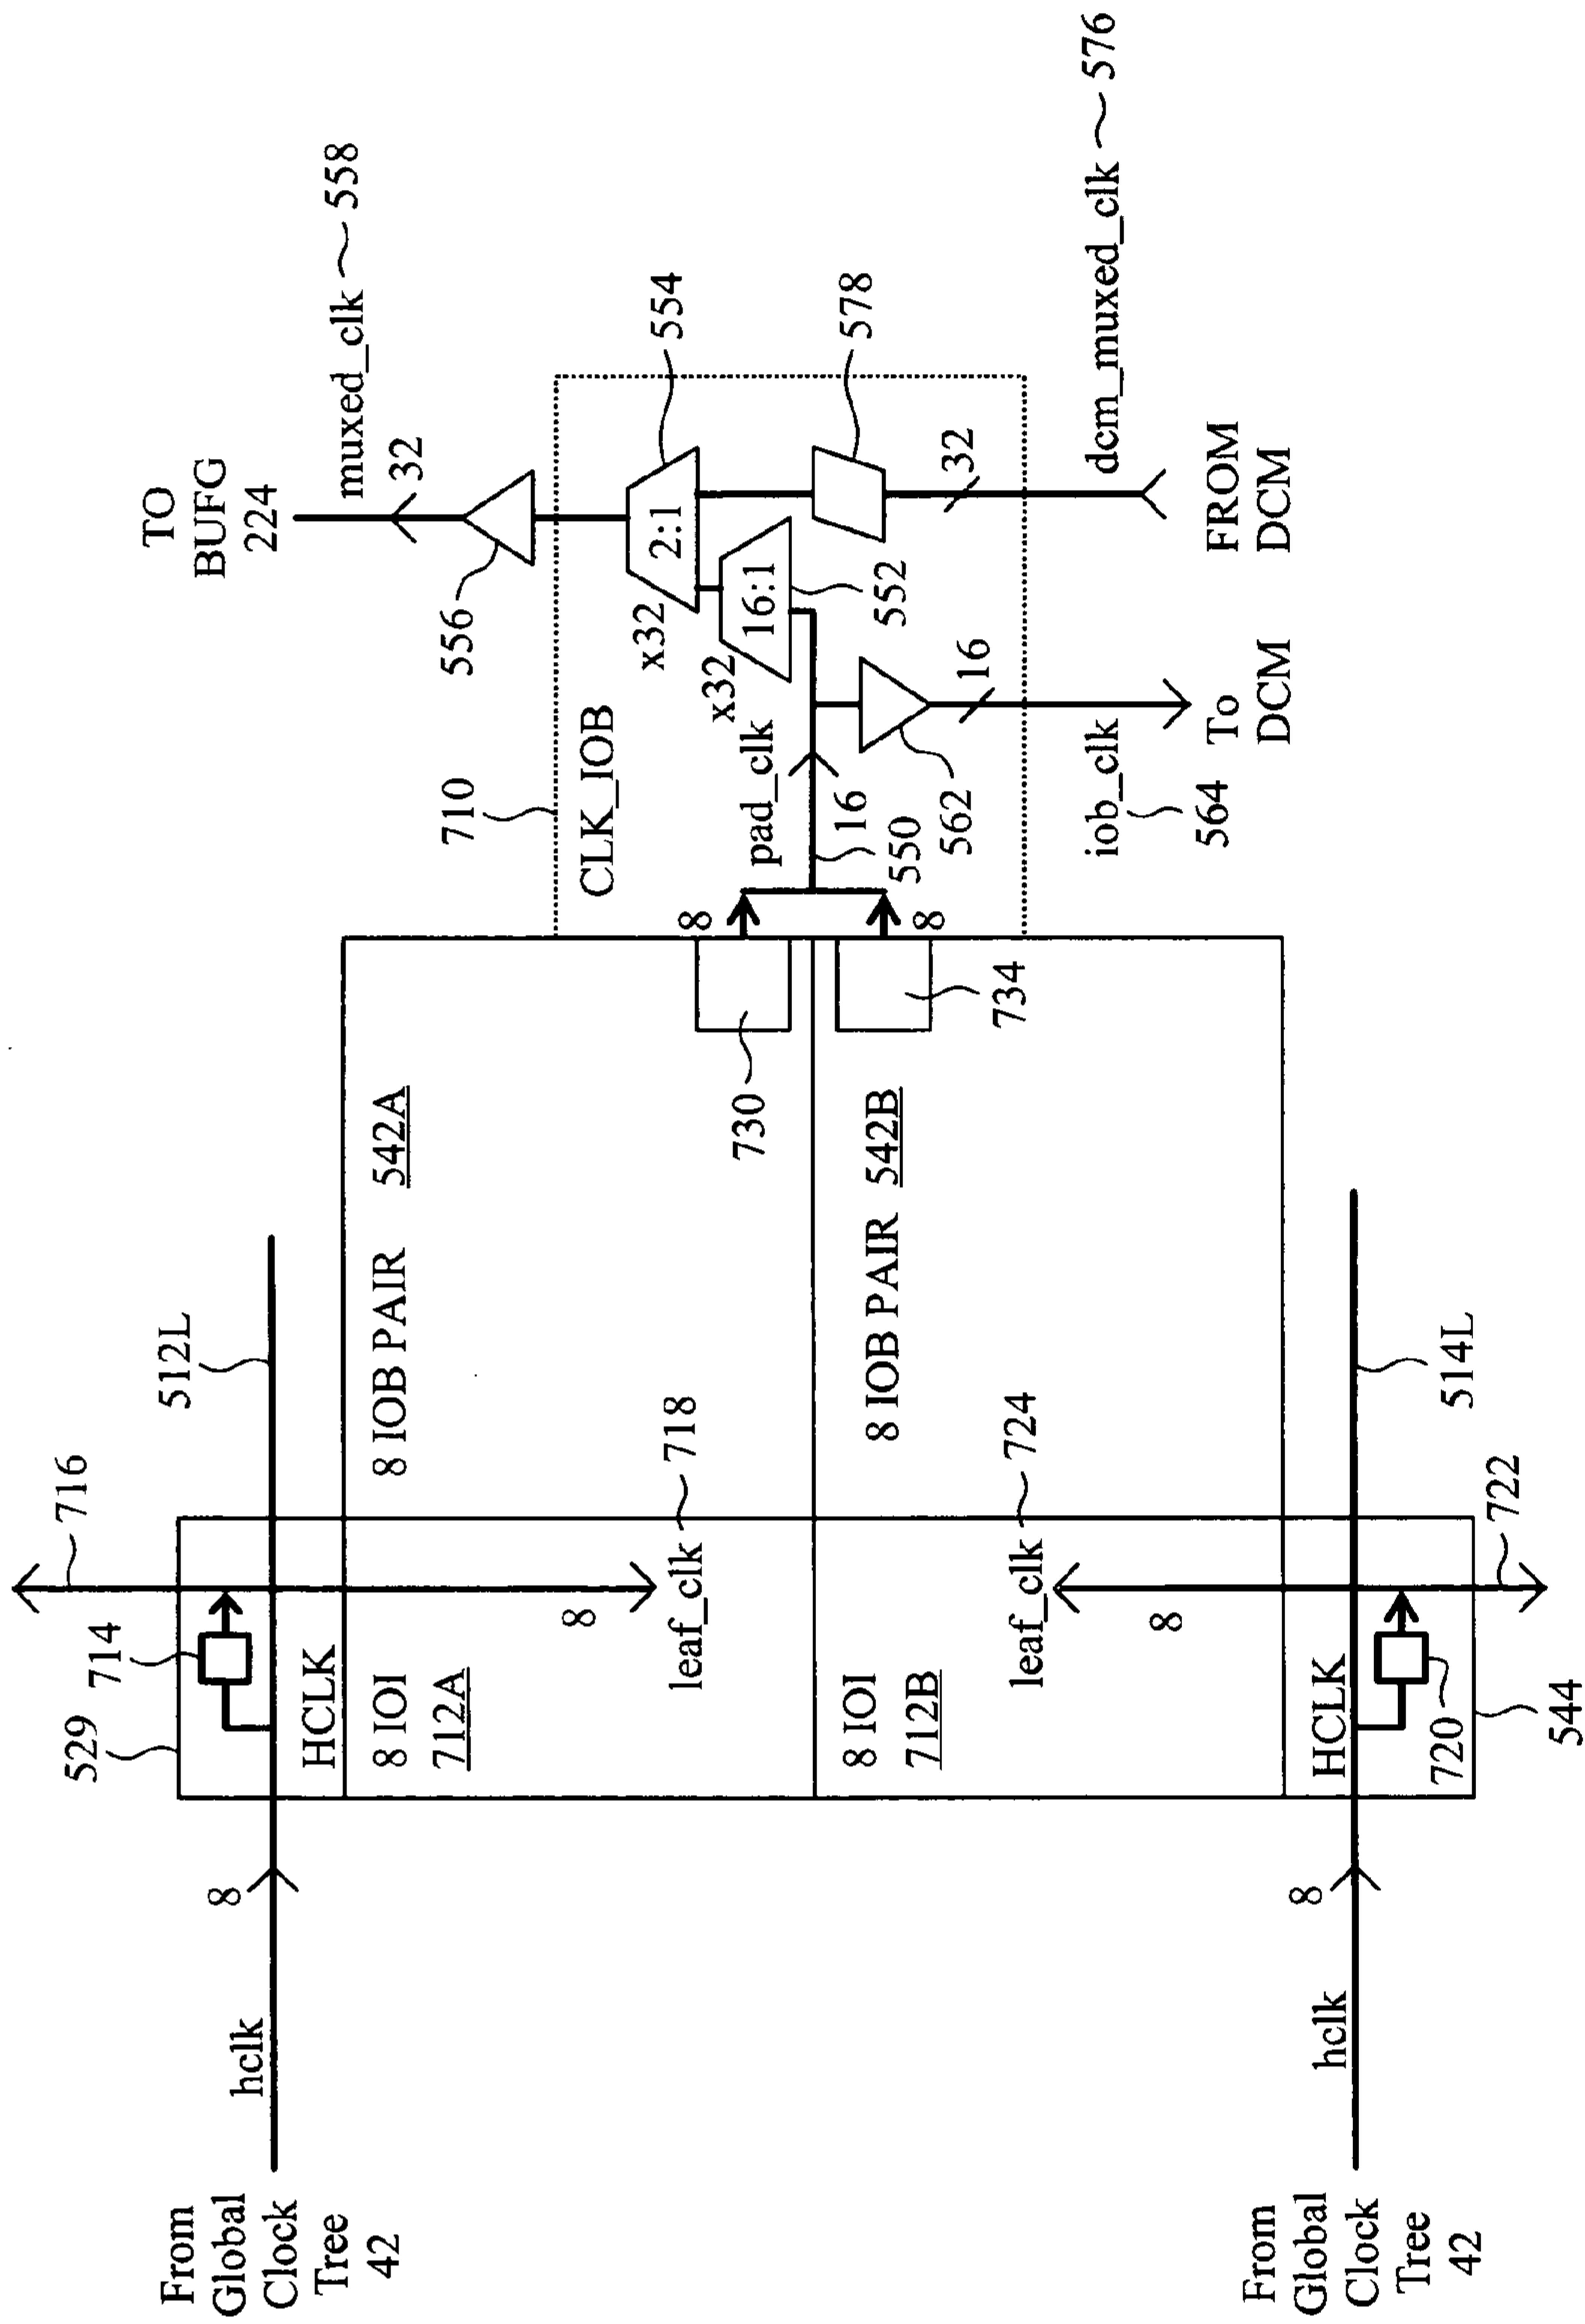 TO
BUFG
224
muxed_clk
558
32
556
554
2:1
x32
16:1
x32
552
578
32
dcm_muxed_clk
576
FROM
DCM
710
CLK_IOB
pad_clk
16
550
562
16
iob_clk
564
To
DCM
8
8
730
734
8 IOB PAIR 542A
8 IOB PAIR 542B
512L
514L
716
714
529
HCLK
8 IOI
712A
8
leaf_clk
718
8 IOI
712B
leaf_clk
724
8
HCLK
720
722
544
8
hclk
From
Global
Clock
Tree
42
8
hclk
From
Global
Clock
Tree
42